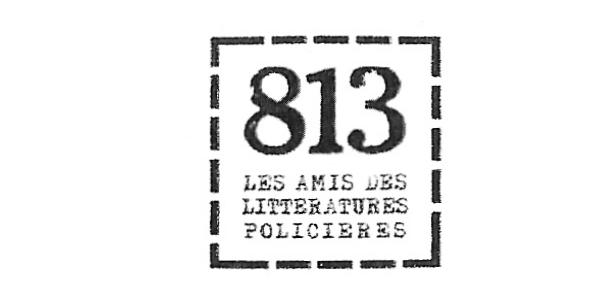 813
LES AMIS DES
LITTERATURES
POLICIERES